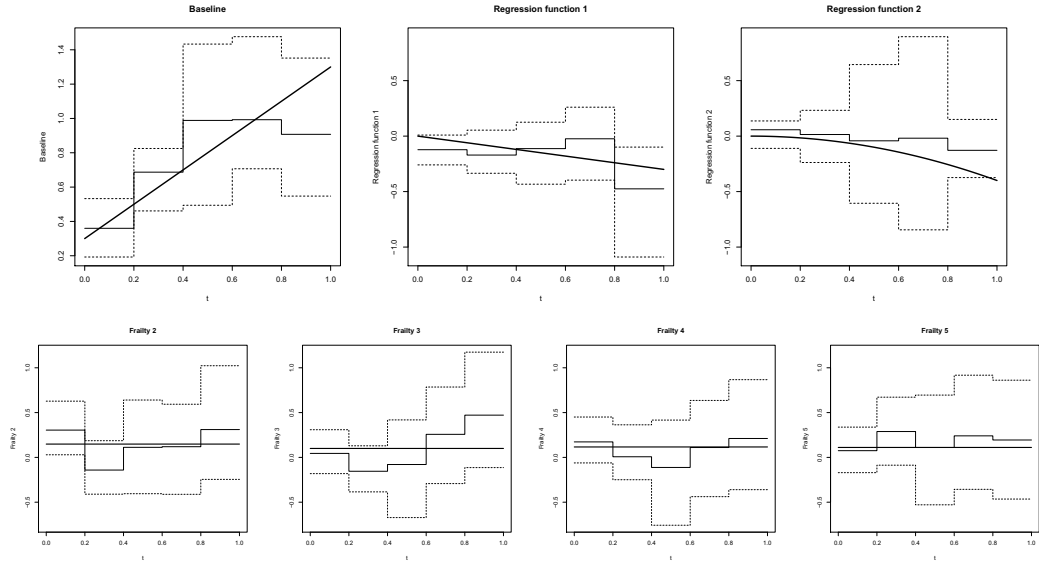 Baseline
Regression function 1
Regression function 2
Baseline
0.2 0.4 0.6 0.8 1.0 1.2 1.4
0.0 0.2 0.4 0.6 0.8 1.0
t
Regression function 1
−1.0 −0.5 0.0 0.5
0.0 0.2 0.4 0.6 0.8 1.0
t
Regression function 2
−1.0 −0.5 0.0 0.5
0.0 0.2 0.4 0.6 0.8 1.0
t
Frailty 2
Frailty 3
Frailty 4
Frailty 5
Frailty 2
−0.5 0.0 0.5 1.0
0.0 0.2 0.4 0.6 0.8 1.0
t
Frailty 3
−0.5 0.0 0.5 1.0
0.0 0.2 0.4 0.6 0.8 1.0
t
Frailty 4
−0.5 0.0 0.5 1.0
0.0 0.2 0.4 0.6 0.8 1.0
t
Frailty 5
−0.5 0.0 0.5 1.0
0.0 0.2 0.4 0.6 0.8 1.0
t